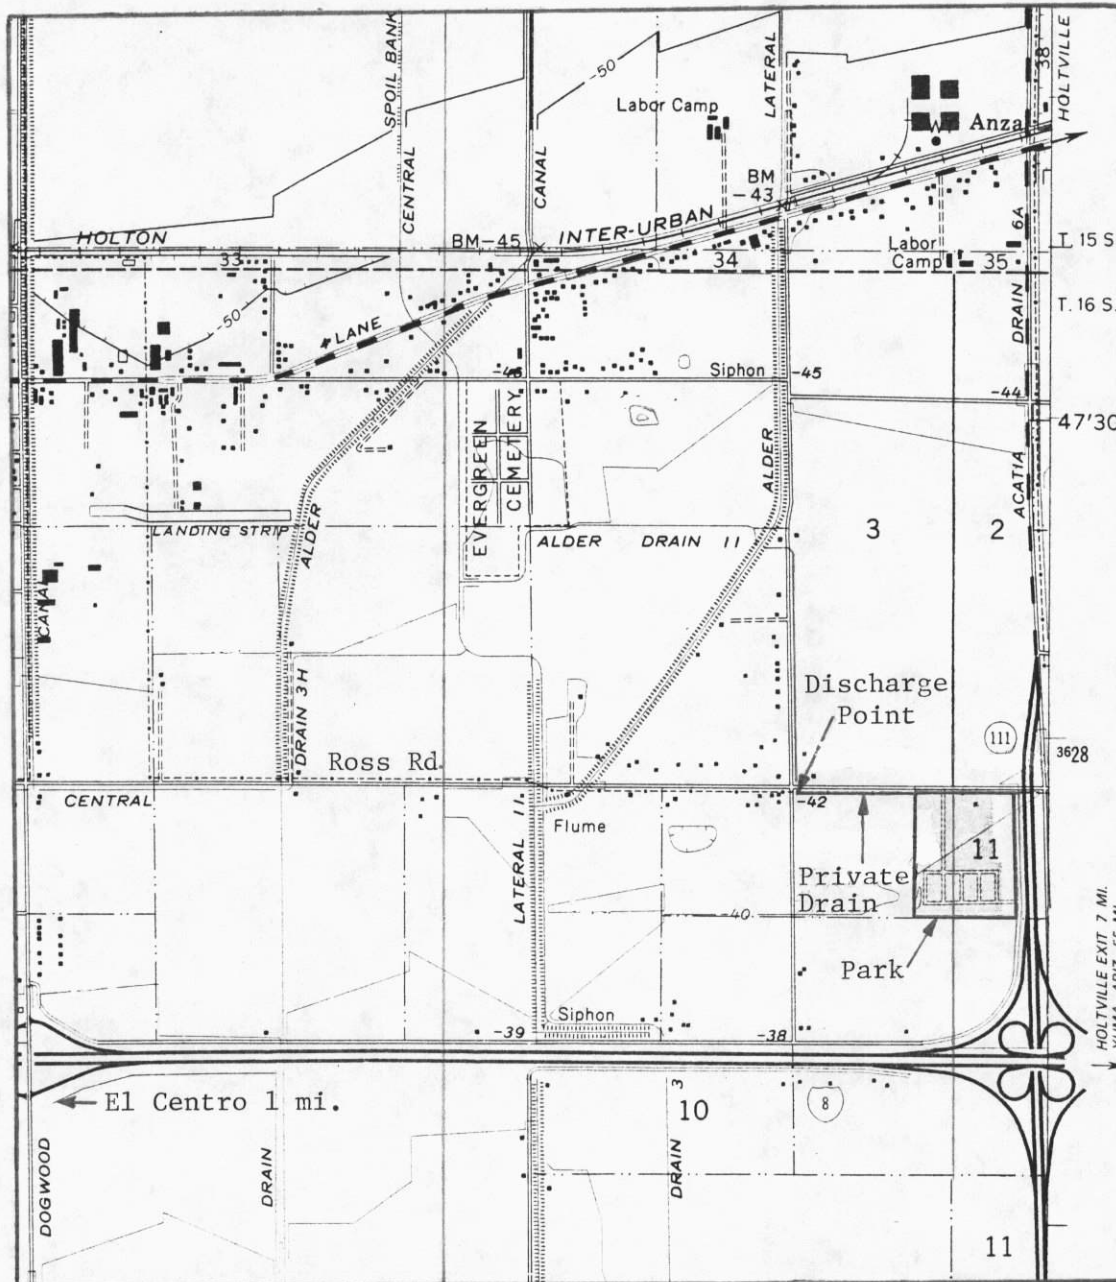 SPOIL BANK
-50
LATERAL
38
HOLTVILLE
Labor Camp
Anza
CENTRAL
CANAL
BM
-43
HOLTON
BM-45
INTER-URBAN
33
34
Labor
Camp
35
6A
T. 15 S
T. 16 S.
DRAIN
-50
LANE
-46
Siphon
-45
-44
47'30
EVERGREEN
CEMETERY
ALDER
ACATIA
LANDING STRIP
ALDER
ALDER DRAIN 11
3
2
CANAL
Discharge
Point
DRAIN 3H
111
3628
Ross Rd.
CENTRAL
-42
LATERAL 11
Flume
11
Private
Drain
-40
Park
HOLTVILLE EXIT 7 MI.
Siphon
-39
-38
El Centro 1 mi.
3
10
8
DOGWOOD
DRAIN
DRAIN
11